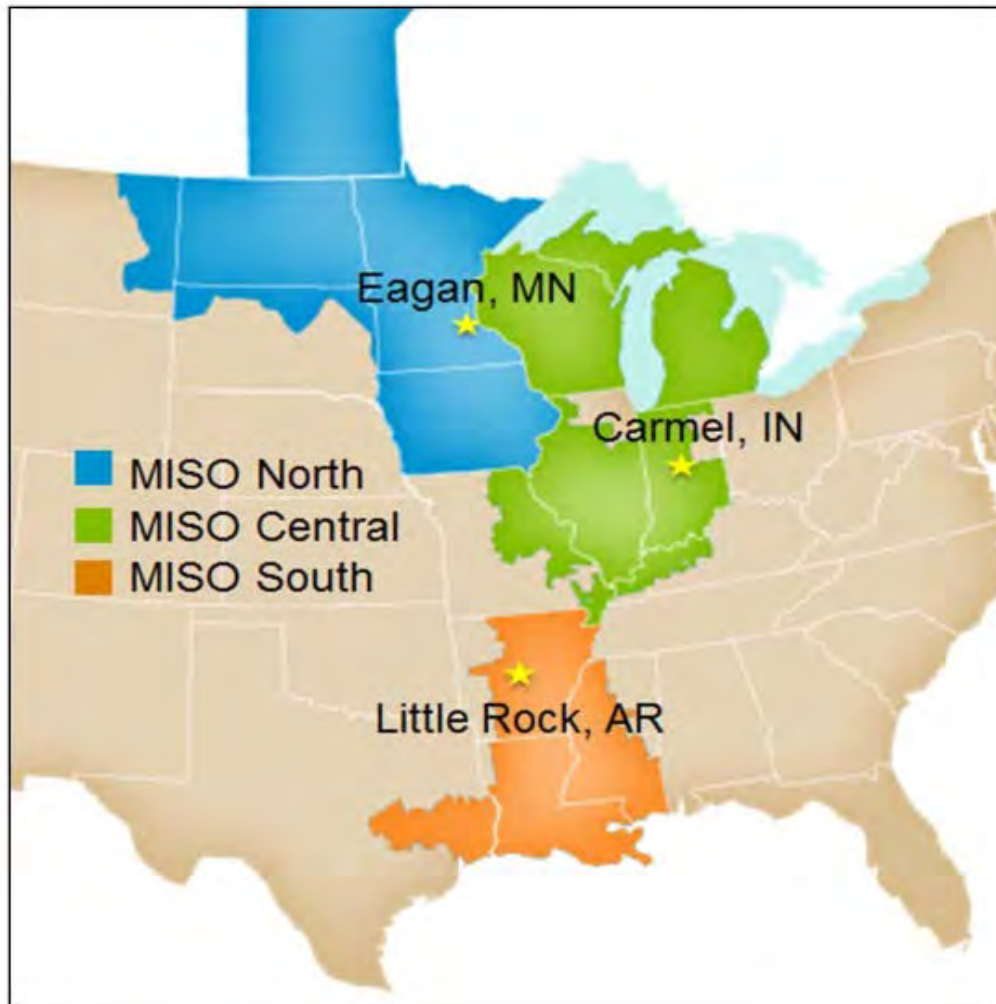 Eagan, MN
Carmel, IN
MISO North
MISO Central
MISO South
Little Rock, AR